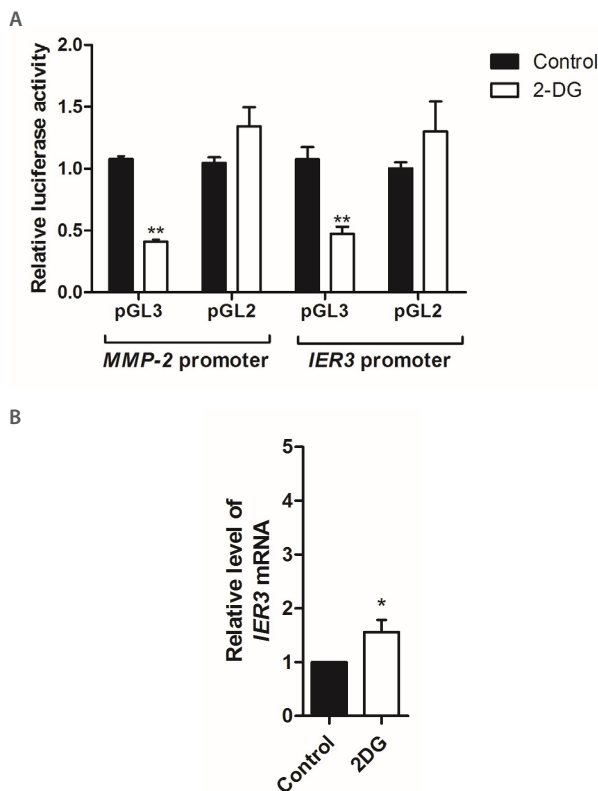 A
Relative luciferase activity
2.0
1.5
1.0
0.5
0.0
**
**
Control
2-DG
pGL3
pGL2
pGL3
pGL2
MMP-2 promoter
IER3 promoter
B
Relative level of
IER3 mRNA
5
4
3
2
1
0
*
Control
2DG